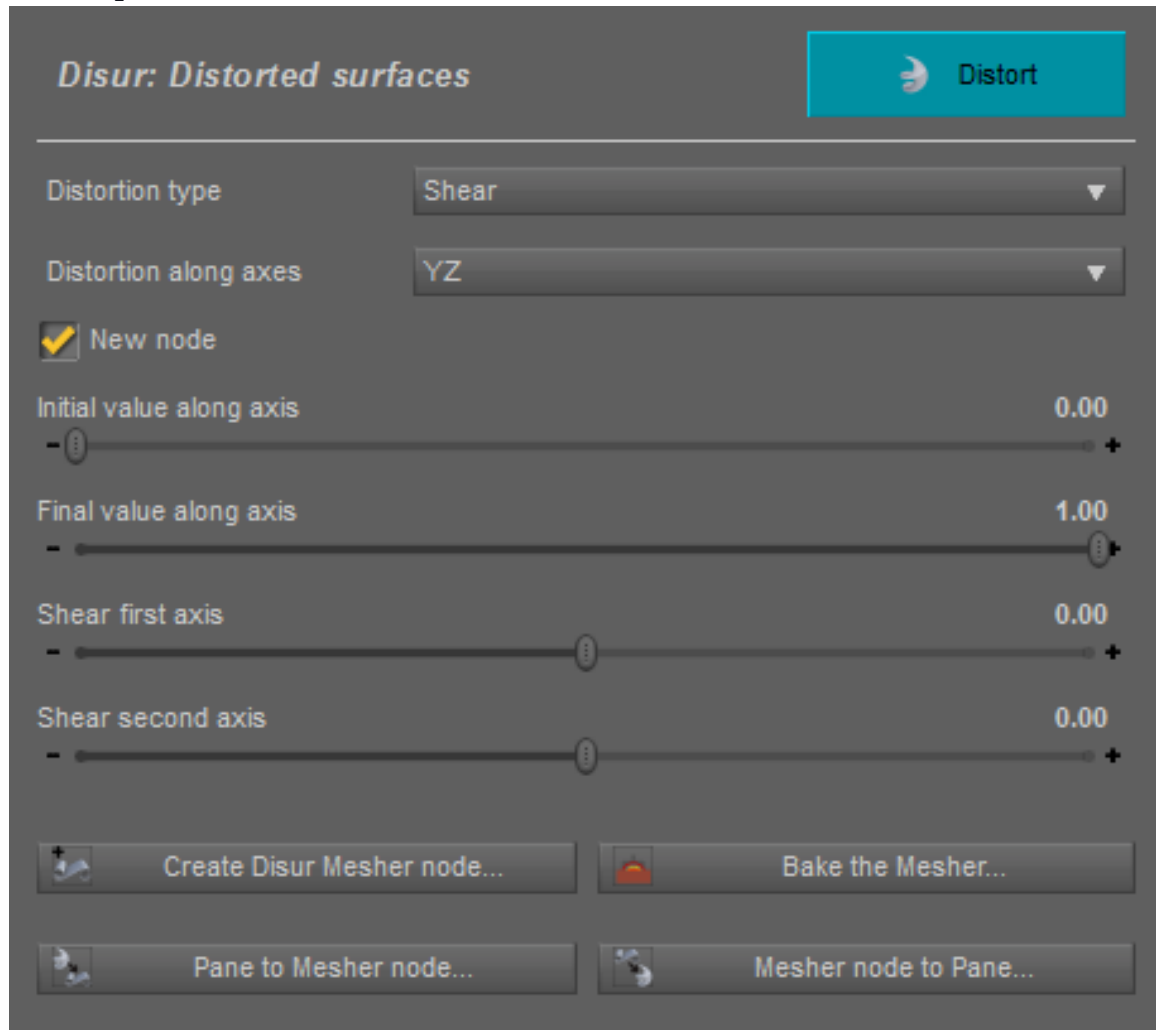 Disur: Distorted surfaces
Distort
Distortion type
Shear
Distortion along axes
YZ
New node
Initial value along axis
0.00
- +
Final value along axis
1.00
- +
Shear first axis
0.00
- +
Shear second axis
0.00
- +
Create Disur Mesher node...
Bake the Mesher...
Pane to Mesher node...
Mesher node to Pane...